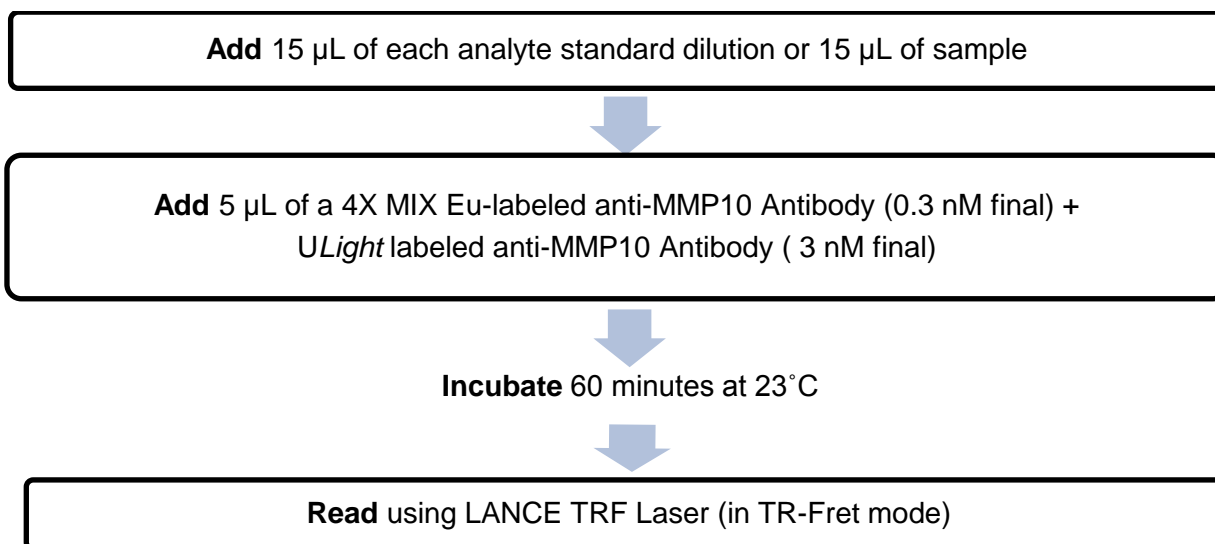 Add 15 µL of each analyte standard dilution or 15 µL of sample
Add 5 µL of a 4X MIX Eu-labeled anti-MMP10 Antibody (0.3 nM final) +
ULight labeled anti-MMP10 Antibody ( 3 nM final)
Incubate 60 minutes at 23˚C
Read using LANCE TRF Laser (in TR-Fret mode)